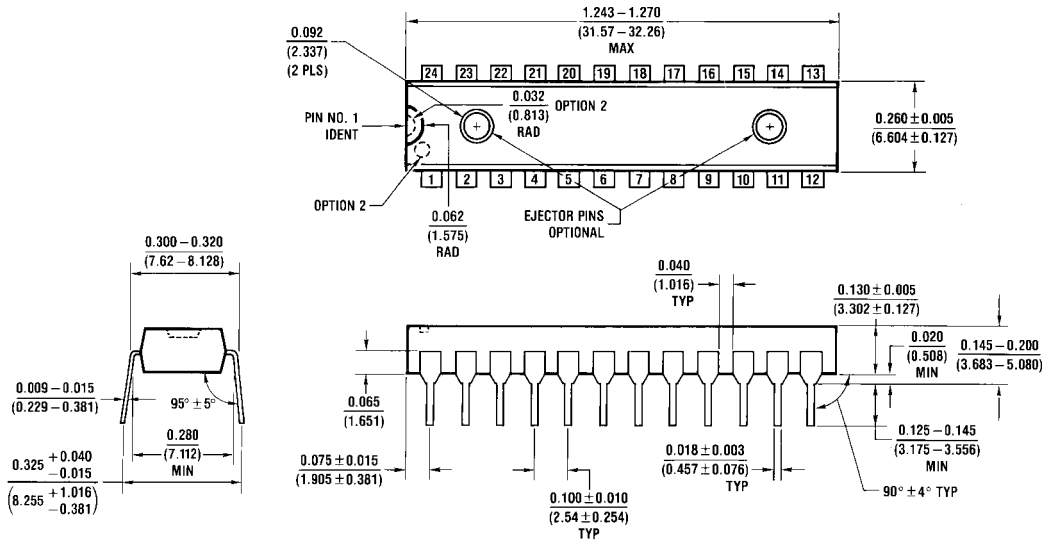 1.243 – 1.270
(31.57 – 32.26)
MAX
0.092
(2.337)
(2 PLS)
24 23 22 21 20 19 18 17 16 15 14 13
0.032
(0.813)
RAD
OPTION 2
PIN NO. 1
IDENT
0.260 ± 0.005
(6.604 ± 0.127)
1 2 3 4 5 6 7 8 9 10 11 12
OPTION 2
0.062
(1.575)
RAD
EJECTOR PINS
OPTIONAL
0.300 – 0.320
(7.62 – 8.128)
0.040
(1.016)
TYP
0.130 ± 0.005
(3.302 ± 0.127)
0.020
(0.508)
MIN
0.145 – 0.200
(3.683 – 5.080)
0.009 – 0.015
(0.229 – 0.381)
95° ± 5°
0.065
(1.651)
0.280
(7.112)
MIN
0.125 – 0.145
(3.175 – 3.556)
MIN
0.325 +0.040 -0.015
(8.255 +1.016 -0.381)
0.075 ± 0.015
(1.905 ± 0.381)
0.018 ± 0.003
(0.457 ± 0.076)
TYP
90° ± 4° TYP
0.100 ± 0.010
(2.54 ± 0.254)
TYP